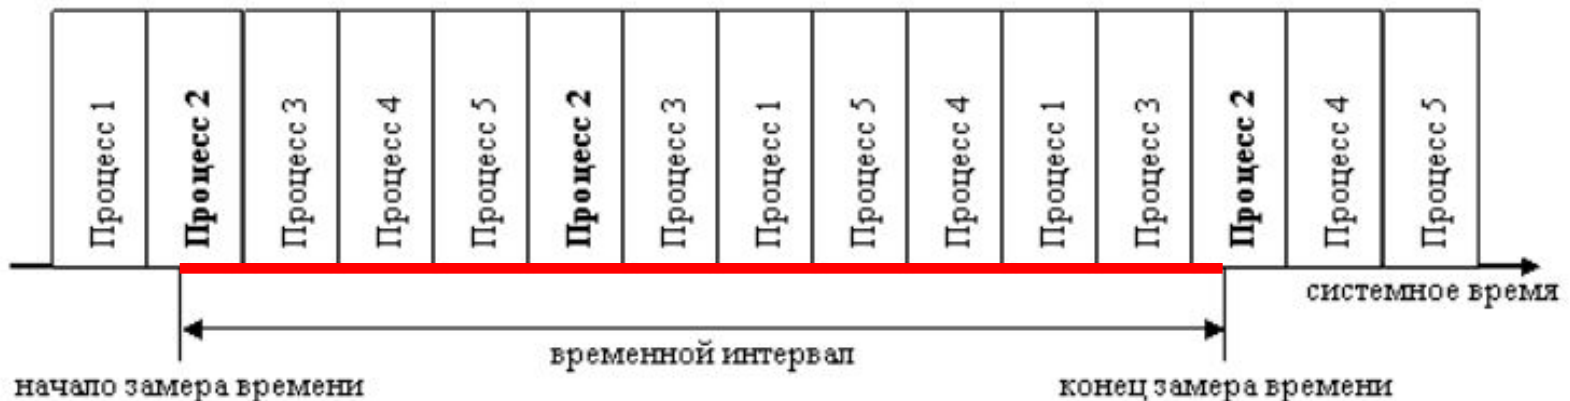 Процесс 1
Процесс 2
Процесс 3
Процесс 4
Процесс 5
Процесс 2
Процесс 3
Процесс 1
Процесс 5
Процесс 4
Процесс 1
Процесс 3
Процесс 2
Процесс 4
Процесс 5
системное время
временной интервал
начало замера времени
конец замера времени